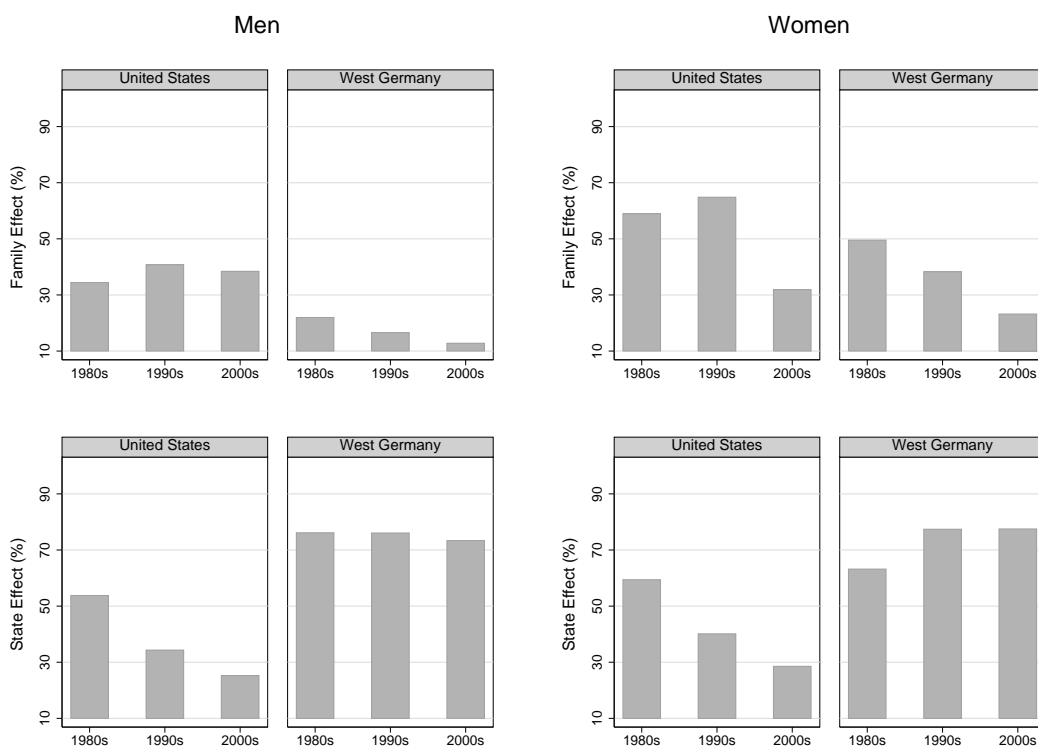 Men
Women
United States
West Germany
United States
West Germany
Family Effect (%)
90
70
50
30
10
1980s 1990s 2000s
1980s 1990s 2000s
Family Effect (%)
90
70
50
30
10
1980s 1990s 2000s
1980s 1990s 2000s
United States
West Germany
United States
West Germany
State Effect (%)
90
70
50
30
10
1980s 1990s 2000s
1980s 1990s 2000s
State Effect (%)
90
70
50
30
10
1980s 1990s 2000s
1980s 1990s 2000s